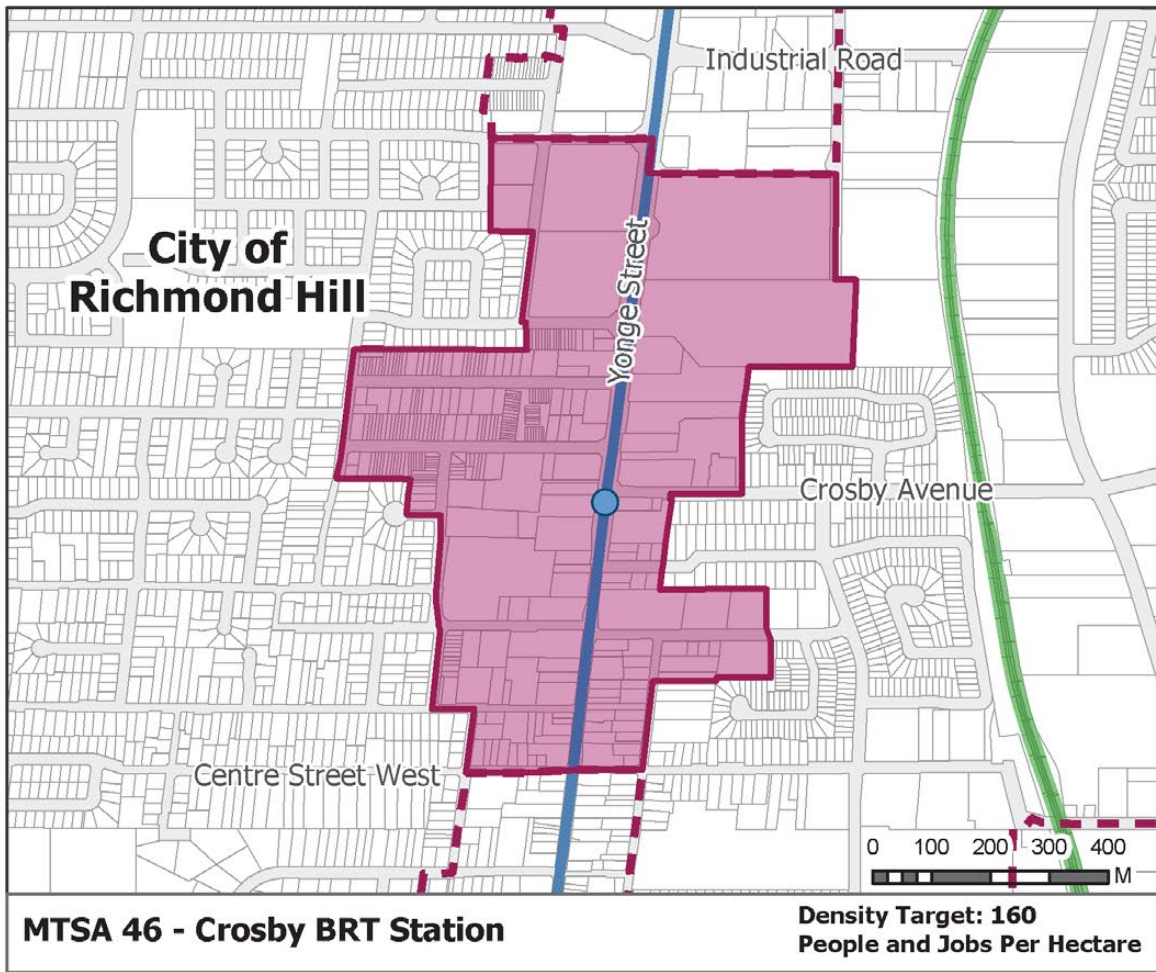 Industrial Road
City of
Richmond Hill
Yonge Street
Crosby Avenue
Centre Street West
0 100 200 300 400
M
MTSA 46 - Crosby BRT Station
Density Target: 160
People and Jobs Per Hectare